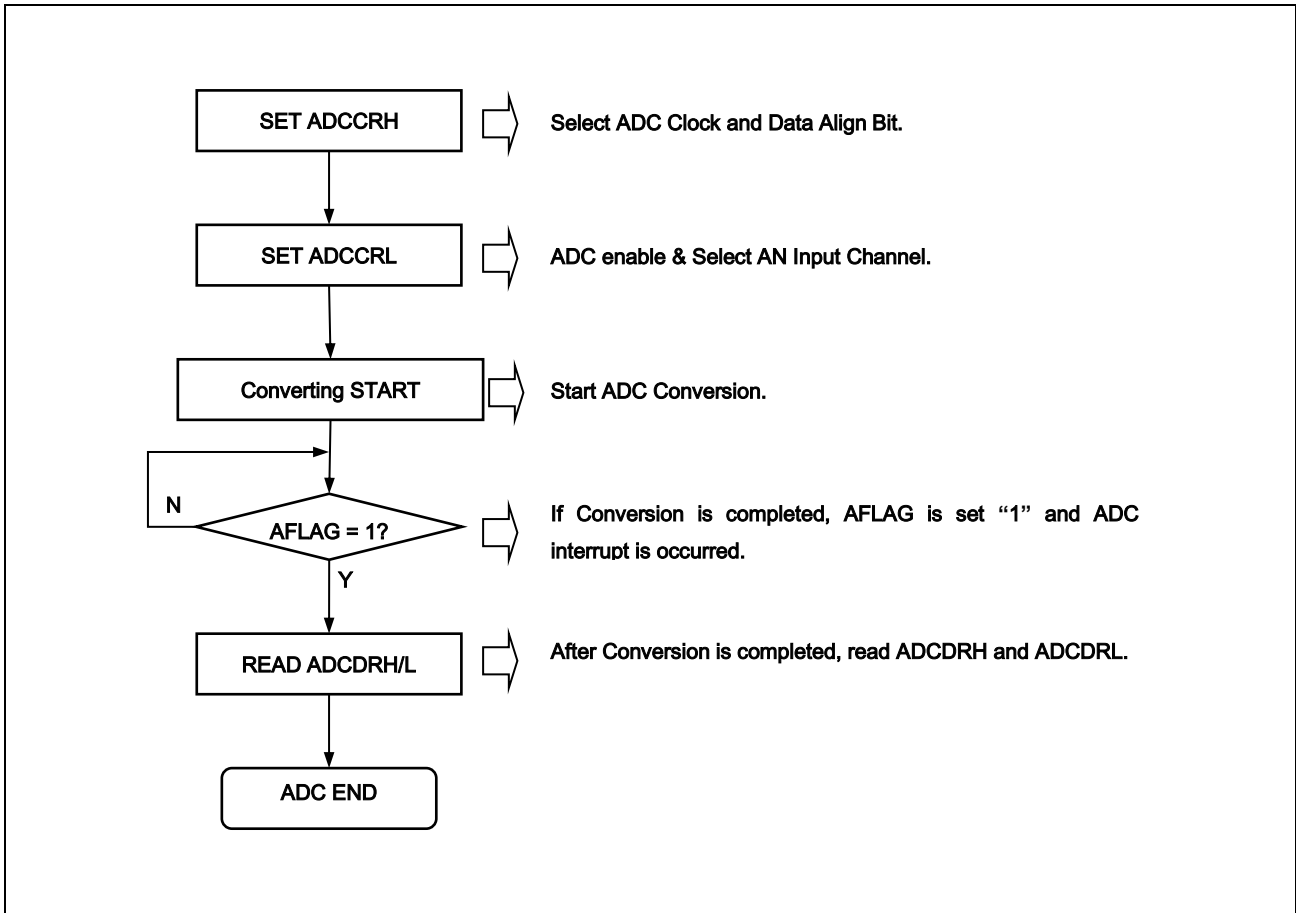 SET ADCCRH
Select ADC Clock and Data Align Bit.
SET ADCCRL
ADC enable & Select AN Input Channel.
Converting START
Start ADC Conversion.
N
AFLAG = 1?
If Conversion is completed, AFLAG is set “1” and ADC
interrupt is occurred.
Y
READ ADCDRH/L
After Conversion is completed, read ADCDRH and ADCDRL.
ADC END